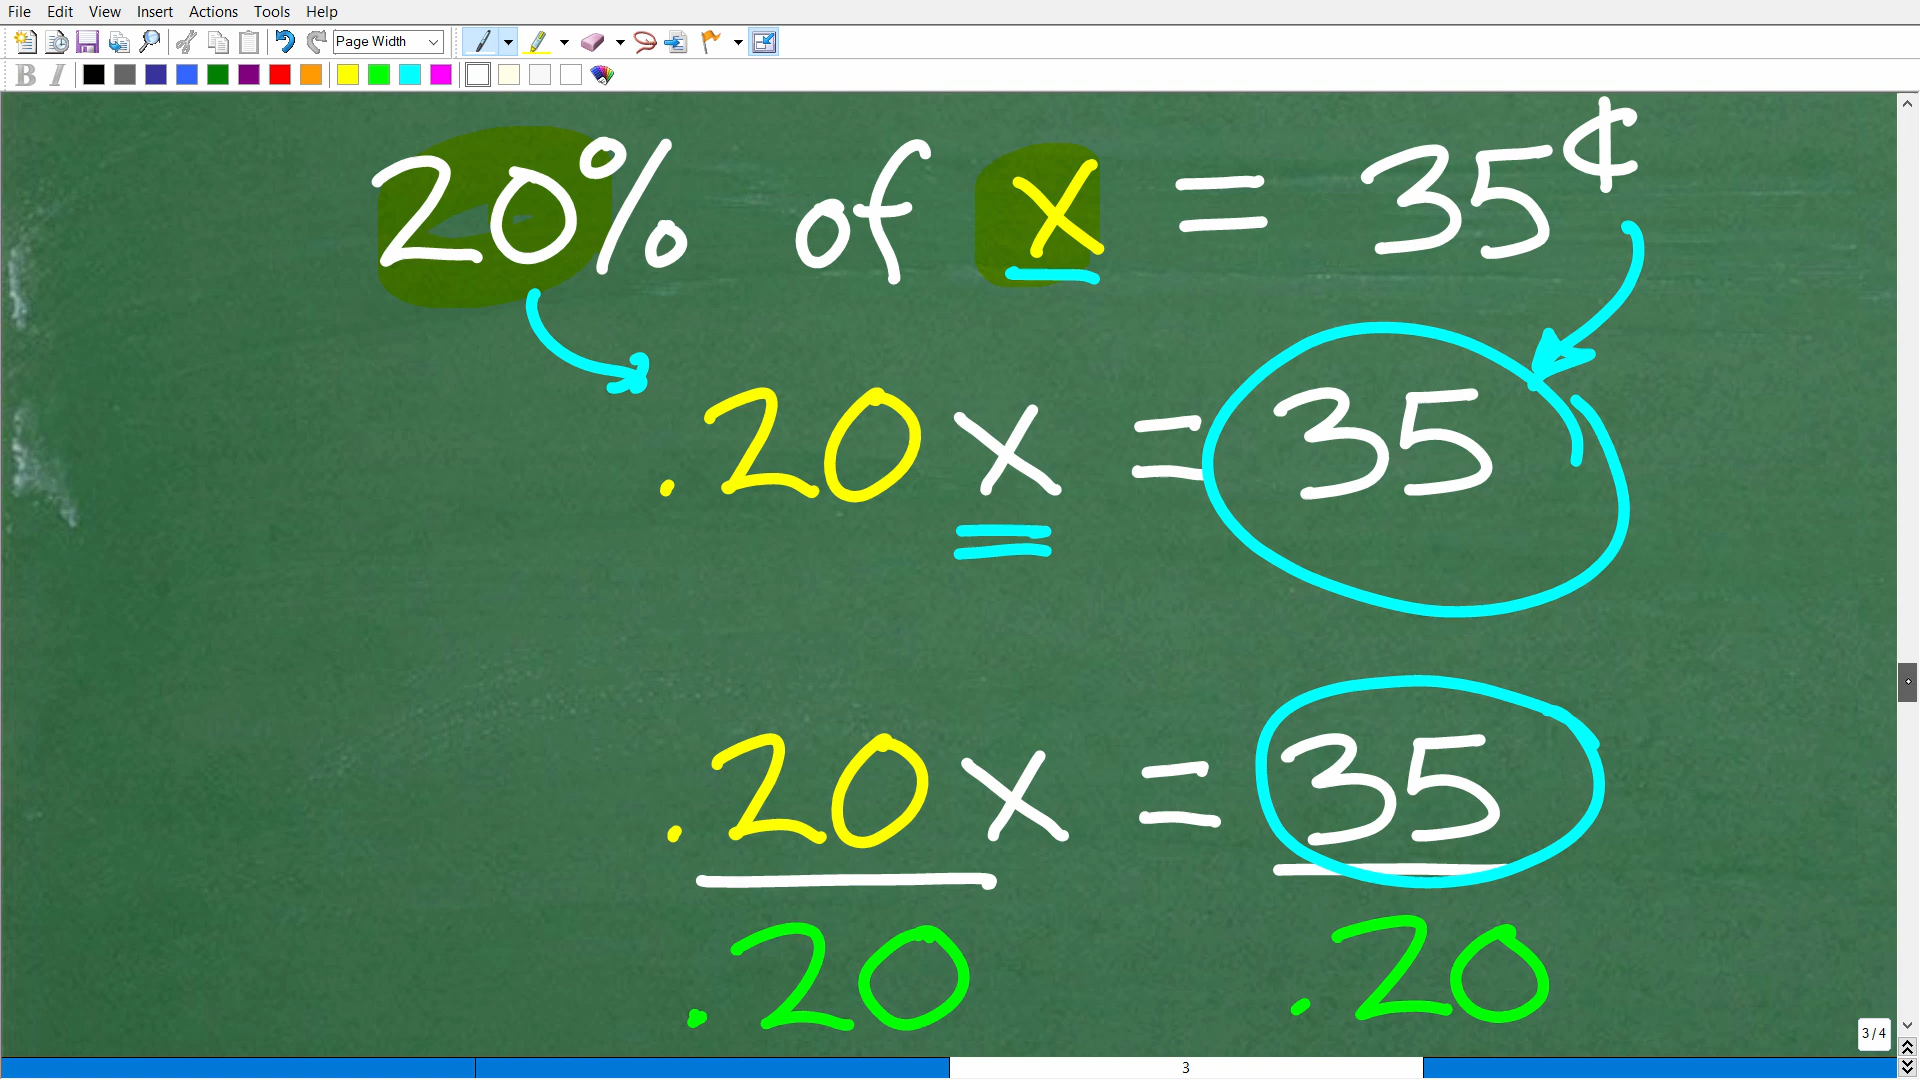 File Edit View Insert Actions Tools Help
Page Width
B I
20% of x = 35¢
.20x = 35
.20x = 35
.20 .20
3 / 4
3